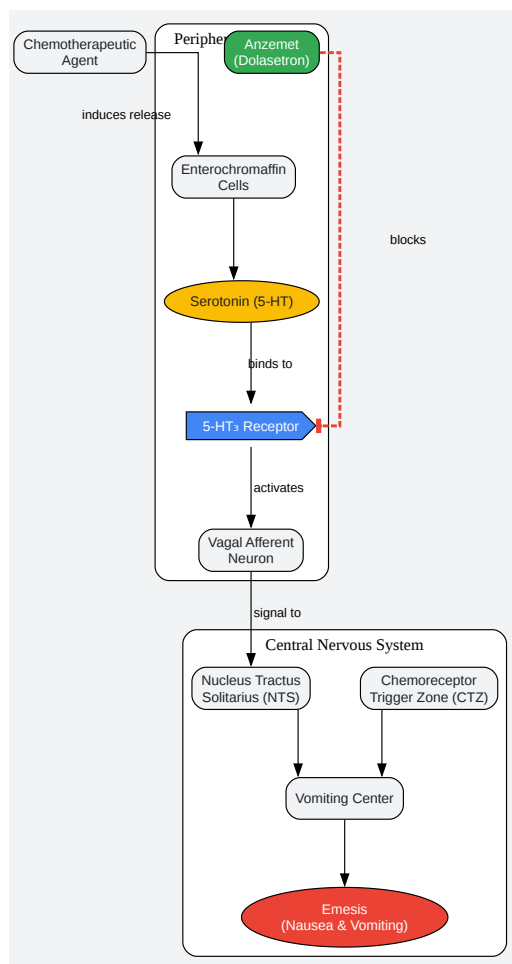 Chemotherapeutic
Agent
Anzemet
(Dolasetron)
induces release
Enterochromaffin
Cells
blocks
Serotonin (5-HT)
binds to
5-HT₃ Receptor
activates
Vagal Afferent
Neuron
signal to
Central Nervous System
Nucleus Tractus
Solitarius (NTS)
Chemoreceptor
Trigger Zone (CTZ)
Vomiting Center
Emesis
(Nausea & Vomiting)